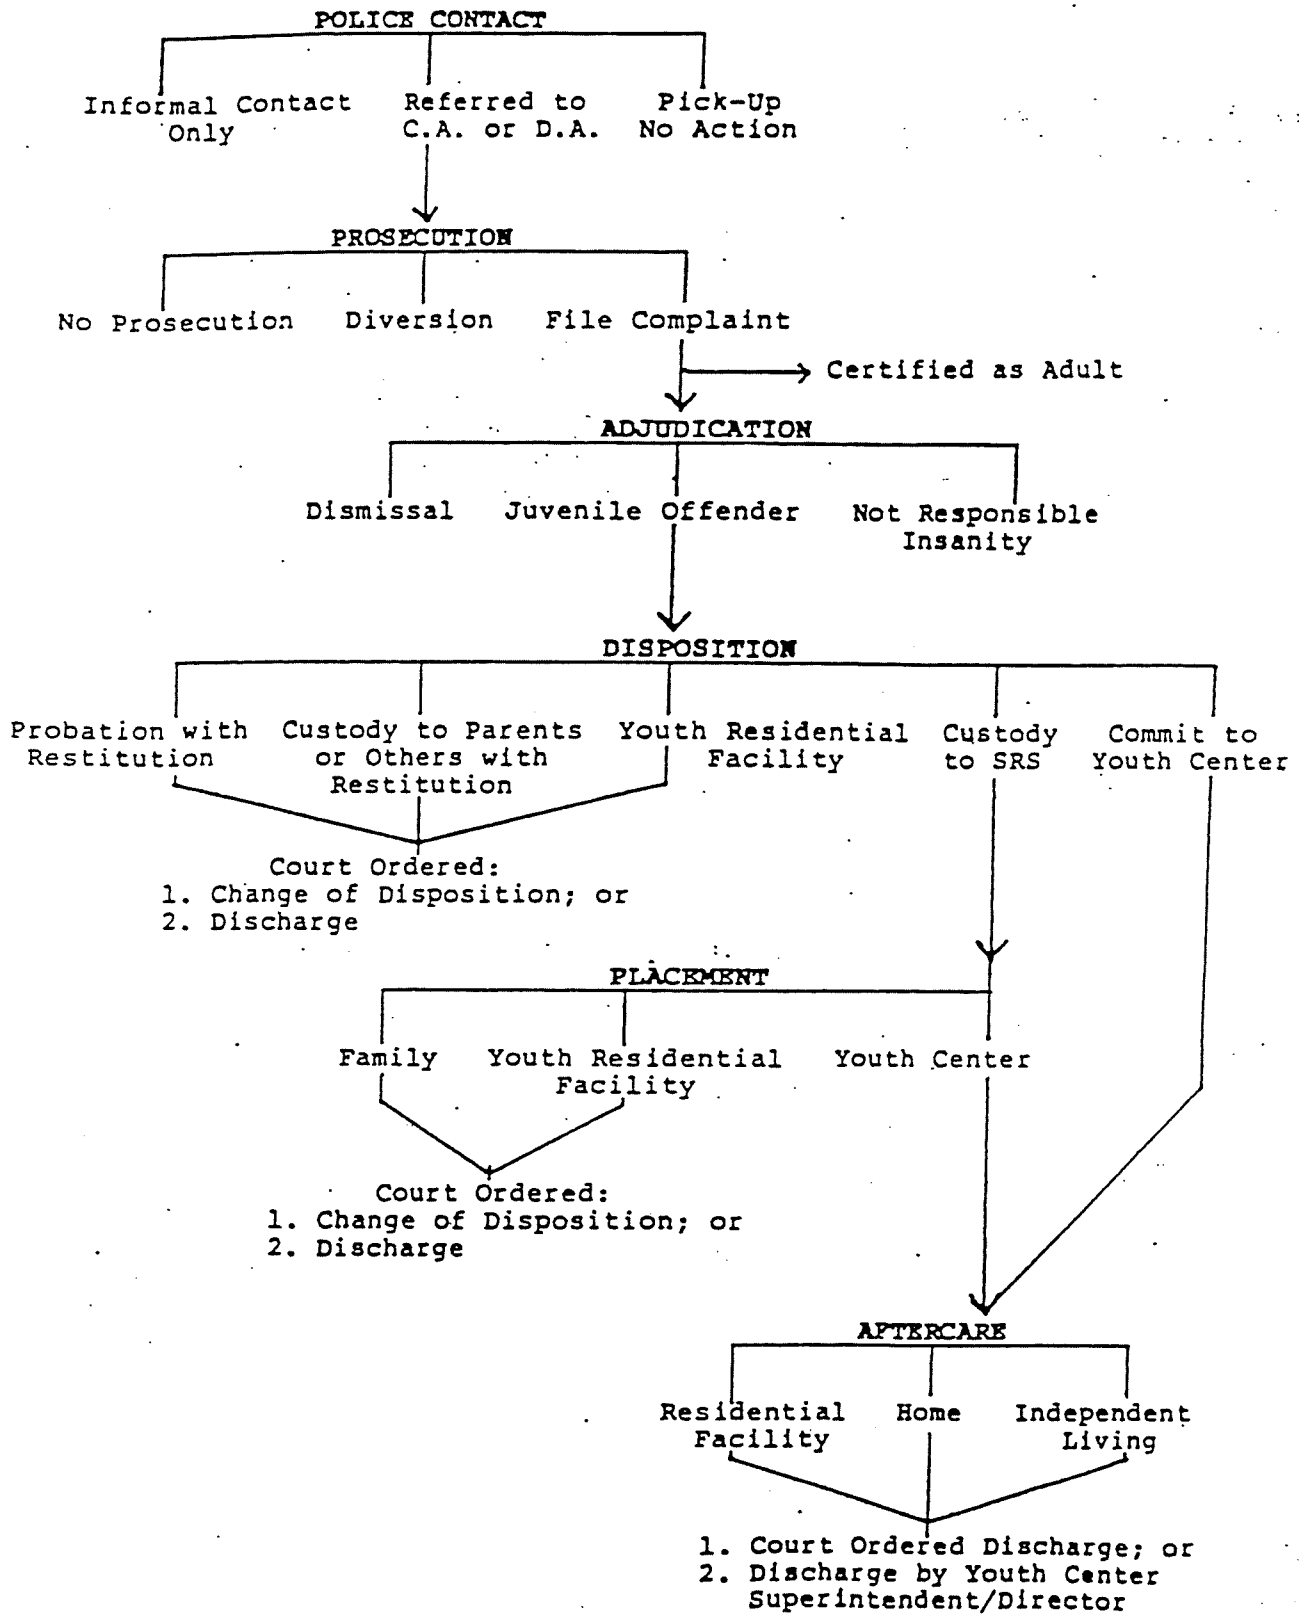 POLICE CONTACT
Informal Contact Only
Referred to C.A. or D.A.
Pick-Up No Action
PROSECUTION
No Prosecution
Diversion
File Complaint
Certified as Adult
ADJUDICATION
Dismissal
Juvenile Offender
Not Responsible
Insanity
DISPOSITION
Probation with
Restitution
Custody to Parents
or Others with
Restitution
Youth Residential
Facility
Custody
to SRS
Commit to
Youth Center
Court Ordered:
1. Change of Disposition; or
2. Discharge
PLACEMENT
Family
Youth Residential
Facility
Youth Center
Court Ordered:
1. Change of Disposition; or
2. Discharge
AFTERCARE
Residential
Facility
Home
Independent
Living
1. Court Ordered Discharge; or
2. Discharge by Youth Center
Superintendent/Director